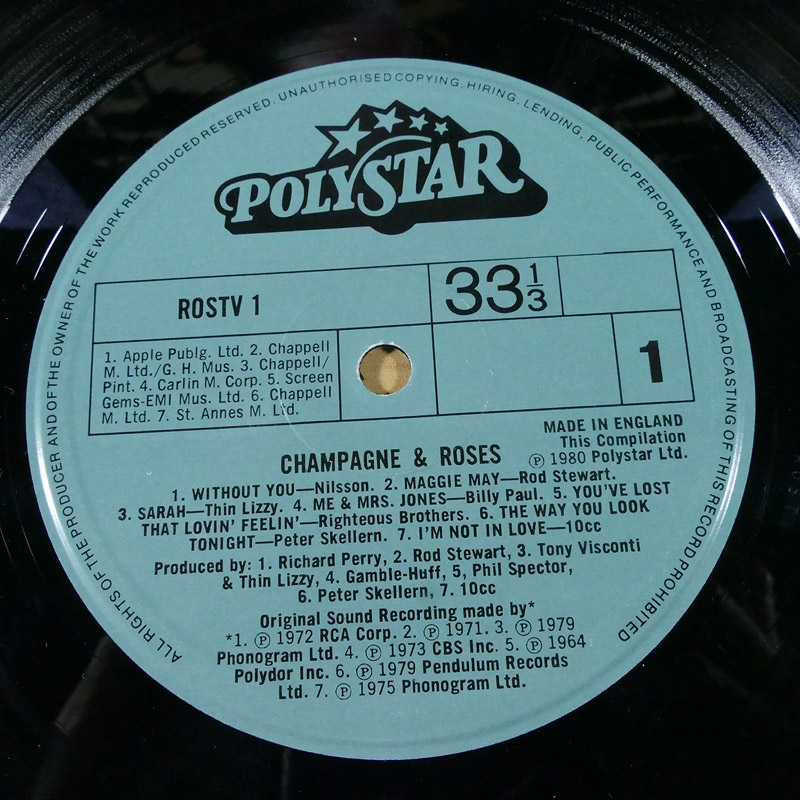 ALL RIGHTS OF THE PRODUCER AND OF THE OWNER OF THE WORK REPRODUCED RESERVED. UNAUTHORISED COPYING, HIRING, LENDING, PUBLIC PERFORMANCE AND BROADCASTING OF THIS RECORD PROHIBITED
POLYSTAR
ROSTV 1
33 1/3
1. Apple Publg. Ltd. 2. Chappell
M. Ltd./G. H. Mus. 3. Chappell/
Pint. 4. Carlin M. Corp. 5. Screen
Gems-EMI Mus. Ltd. 6. Chappell
M. Ltd. 7. St. Annes M. Ltd.
1
MADE IN ENGLAND
This Compilation
℗ 1980 Polystar Ltd.
CHAMPAGNE & ROSES
1. WITHOUT YOU—Nilsson. 2. MAGGIE MAY—Rod Stewart.
3. SARAH—Thin Lizzy. 4. ME & MRS. JONES—Billy Paul. 5. YOU'VE LOST
THAT LOVIN' FEELIN'—Righteous Brothers. 6. THE WAY YOU LOOK
TONIGHT—Peter Skellern. 7. I'M NOT IN LOVE—10cc
Produced by: 1. Richard Perry, 2. Rod Stewart, 3. Tony Visconti
& Thin Lizzy, 4. Gamble-Huff, 5, Phil Spector,
6. Peter Skellern, 7. 10cc
Original Sound Recording made by*
*1. ℗ 1972 RCA Corp. 2. ℗ 1971. 3. ℗ 1979
Phonogram Ltd. 4. ℗ 1973 CBS Inc. 5. ℗ 1964
Polydor Inc. 6. ℗ 1979 Pendulum Records
Ltd. 7. ℗ 1975 Phonogram Ltd.